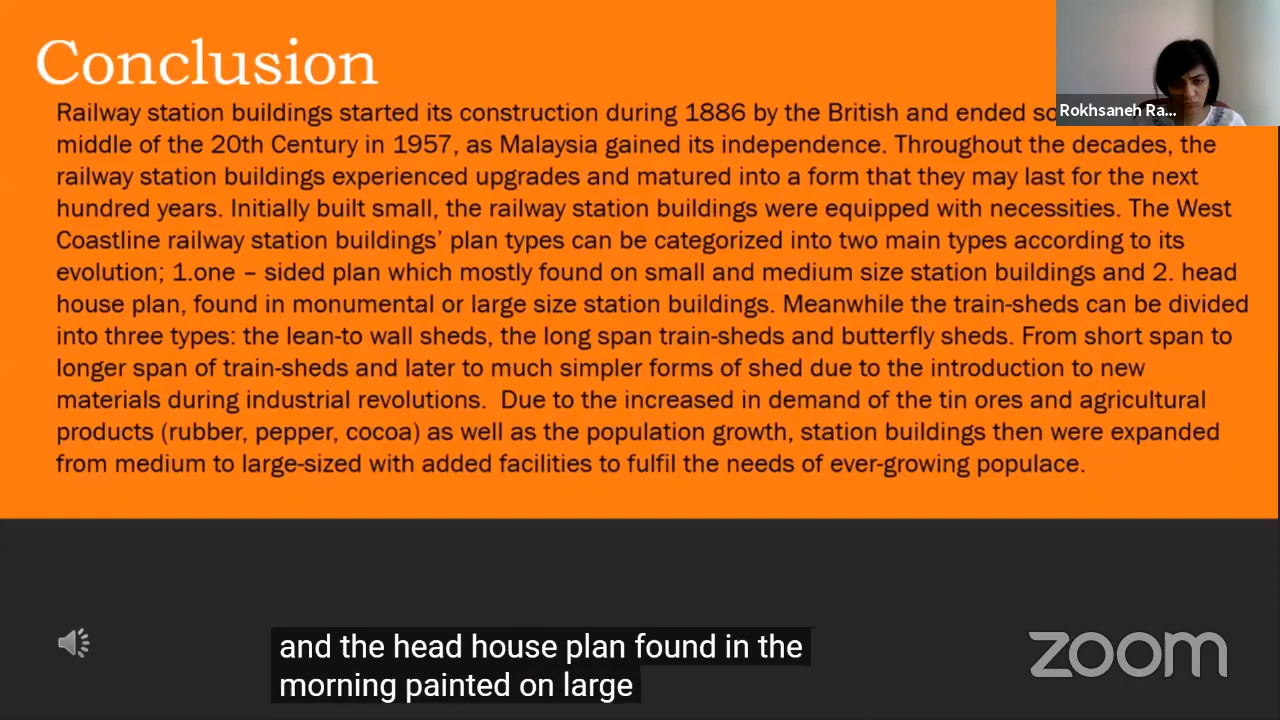 Conclusion
Railway station buildings started its construction during 1886 by the British and ended
middle of the 20th Century in 1957, as Malaysia gained its independence. Throughout the decades, the
railway station buildings experienced upgrades and matured into a form that they may last for the next
hundred years. Initially built small, the railway station buildings were equipped with necessities. The West
Coastline railway station buildings’ plan types can be categorized into two main types according to its
evolution; 1.one – sided plan which mostly found on small and medium size station buildings and 2. head
house plan, found in monumental or large size station buildings. Meanwhile the train-sheds can be divided
into three types: the lean-to wall sheds, the long span train-sheds and butterfly sheds. From short span to
longer span of train-sheds and later to much simpler forms of shed due to the introduction to new
materials during industrial revolutions. Due to the increased in demand of the tin ores and agricultural
products (rubber, pepper, cocoa) as well as the population growth, station buildings then were expanded
from medium to large-sized with added facilities to fulfil the needs of ever-growing populace.
Rokhsaneh Ra...
and the head house plan found in the
morning painted on large
zoom